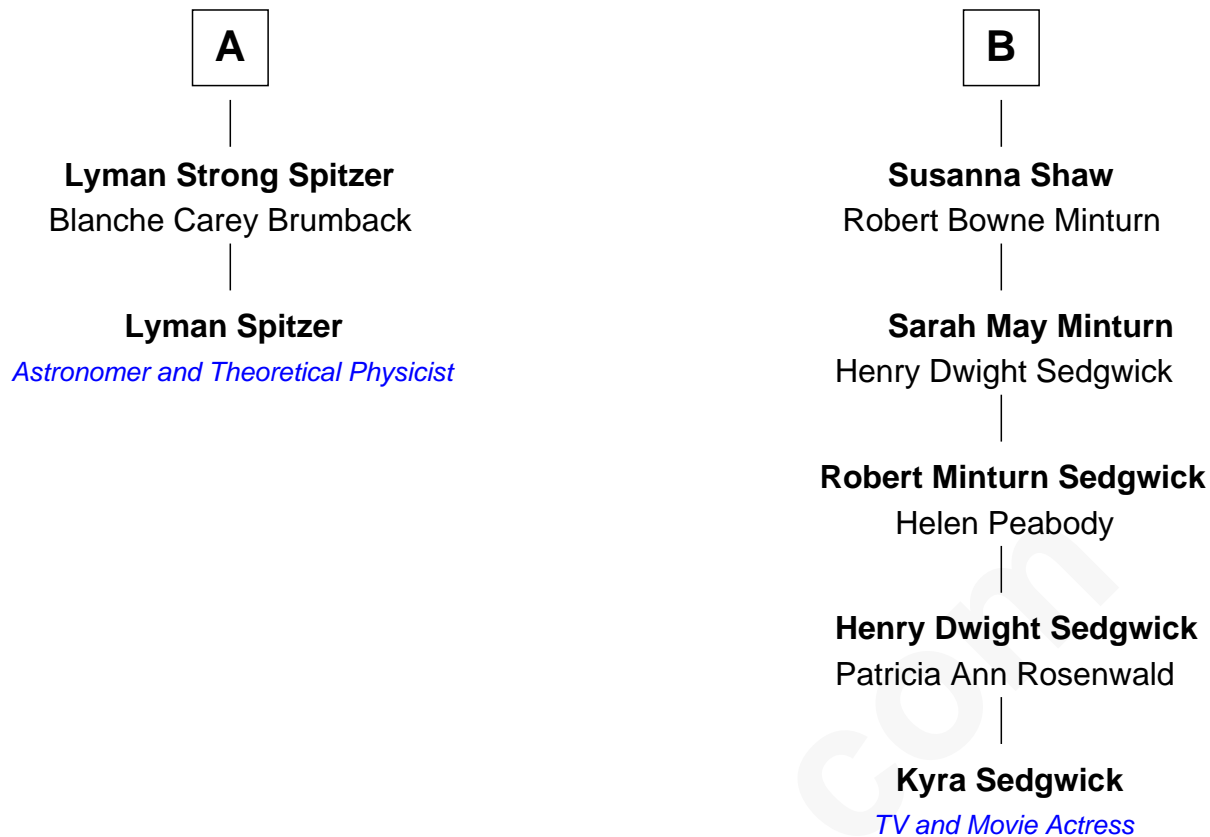 A
Lyman Strong Spitzer
Blanche Carey Brumback
Lyman Spitzer
Astronomer and Theoretical Physicist
B
Susanna Shaw
Robert Bowne Minturn
Sarah May Minturn
Henry Dwight Sedgwick
Robert Minturn Sedgwick
Helen Peabody
Henry Dwight Sedgwick
Patricia Ann Rosenwald
Kyra Sedgwick
TV and Movie Actress
com